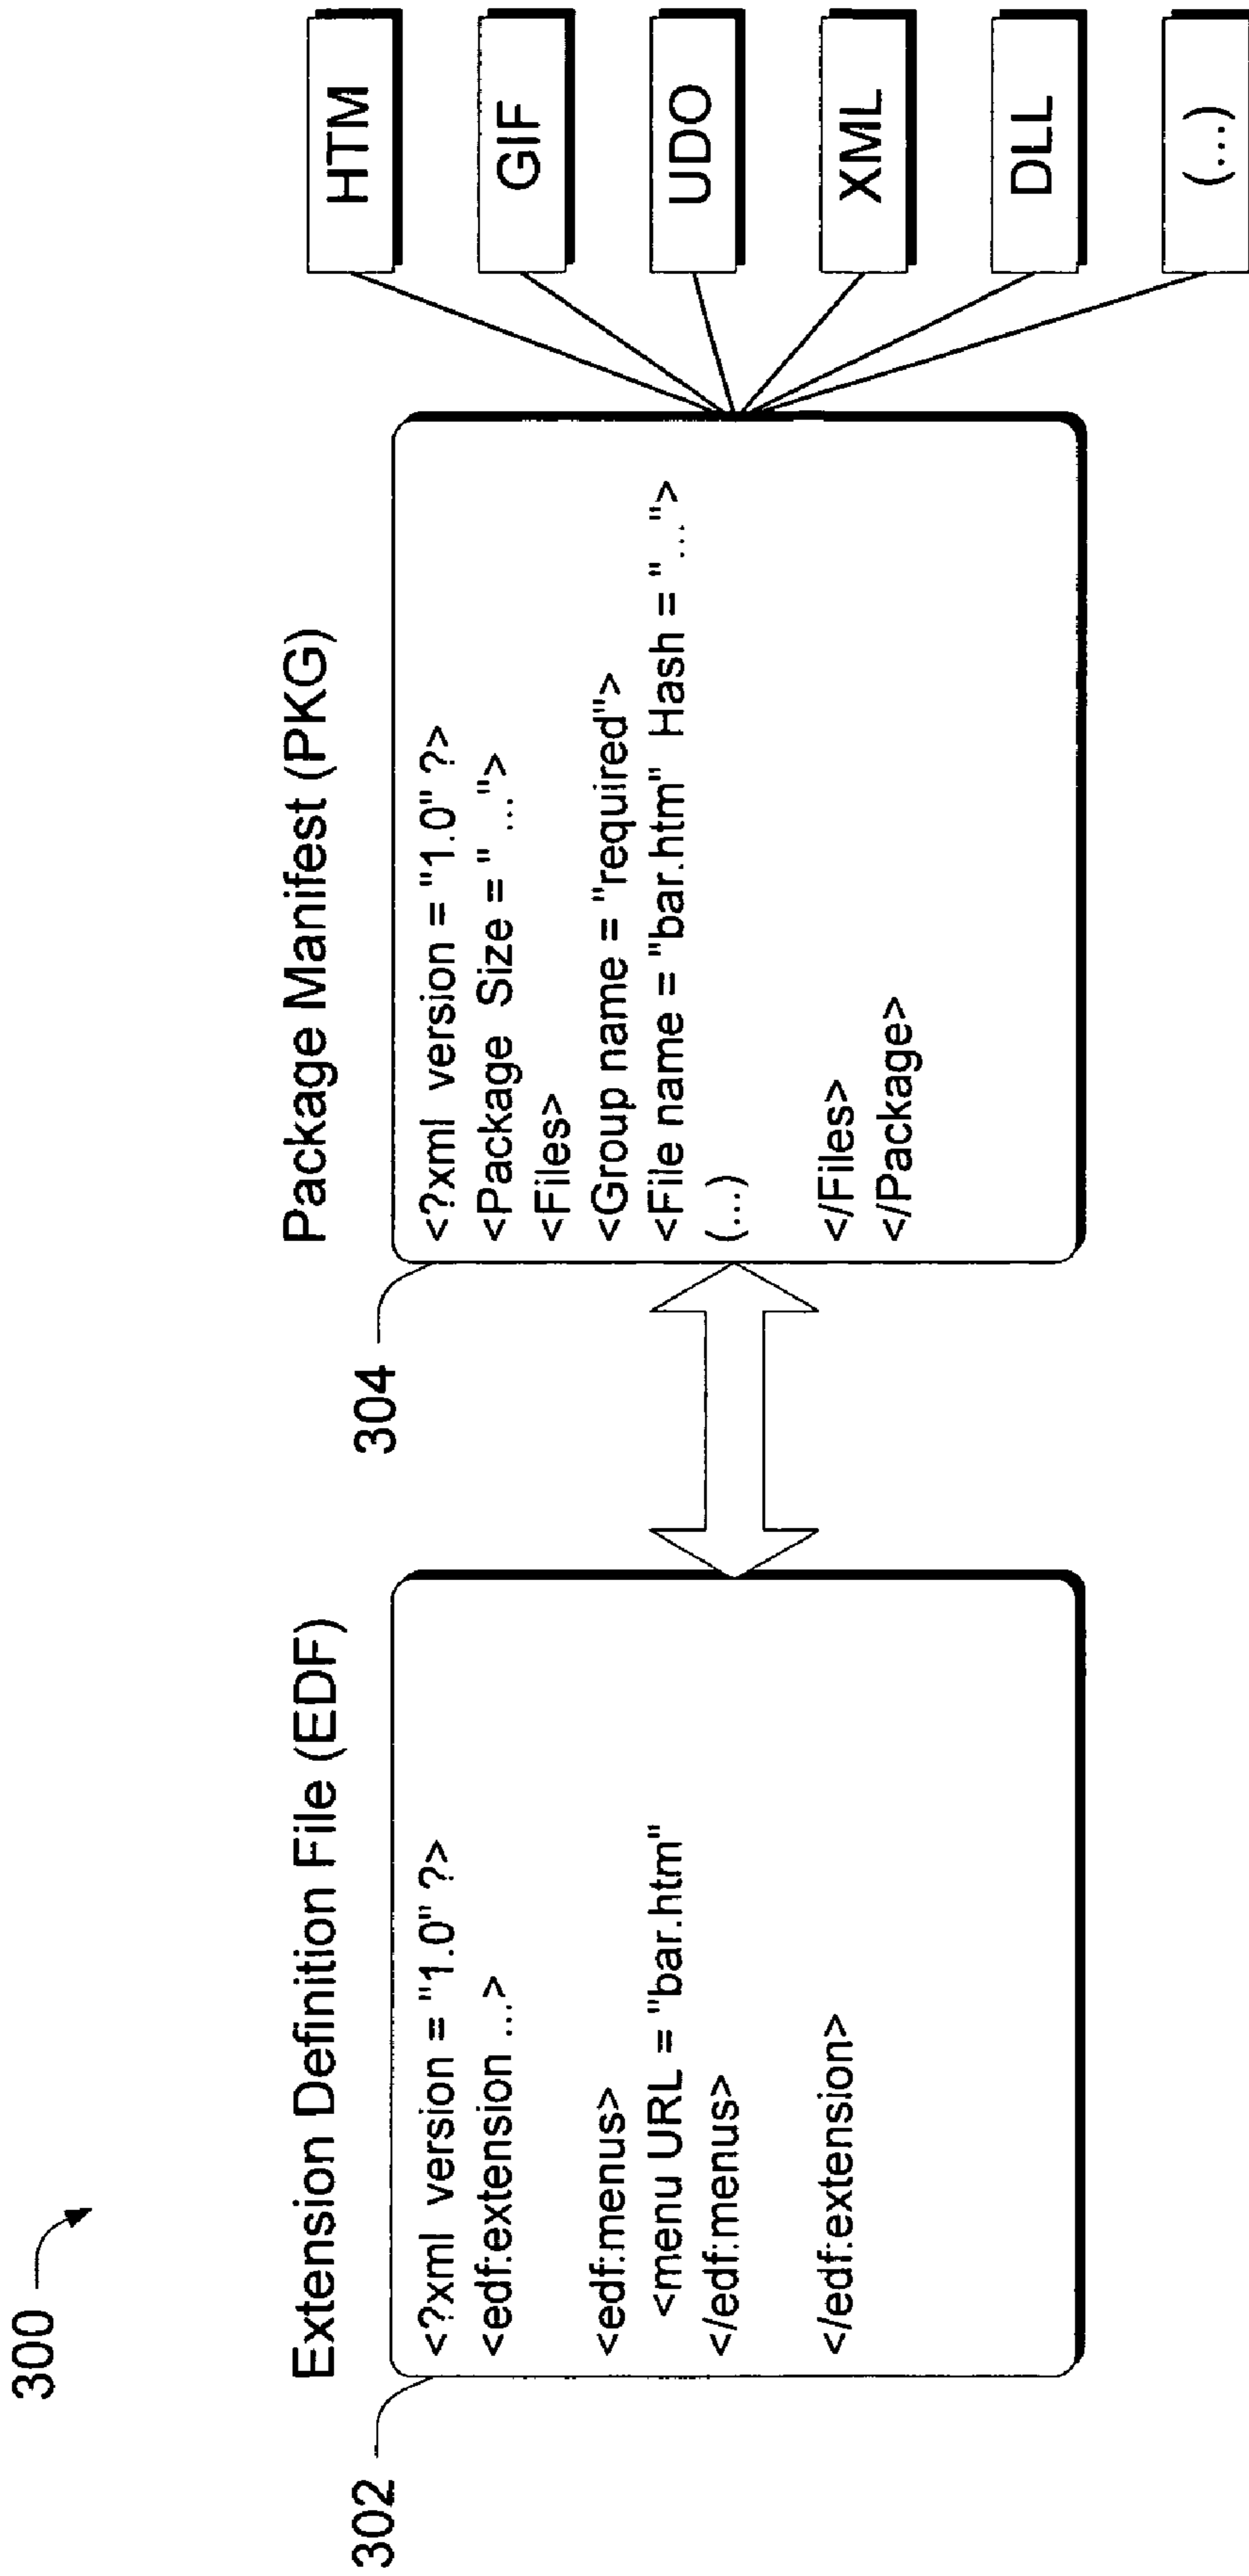 300
Extension Definition File (EDF)
302
<?xml version = "1.0" ?>
<edf:extension ...>
<edf:menus>
<menu URL = "bar.htm"
</edf:menus>
</edf:extension>
Package Manifest (PKG)
304
<?xml version = "1.0" ?>
<Package Size = " ...">
<Files>
<Group name = "required">
<File name = "bar.htm" Hash = " ...">
(...)
</Files>
</Package>
HTM
GIF
UDO
XML
DLL
(...)